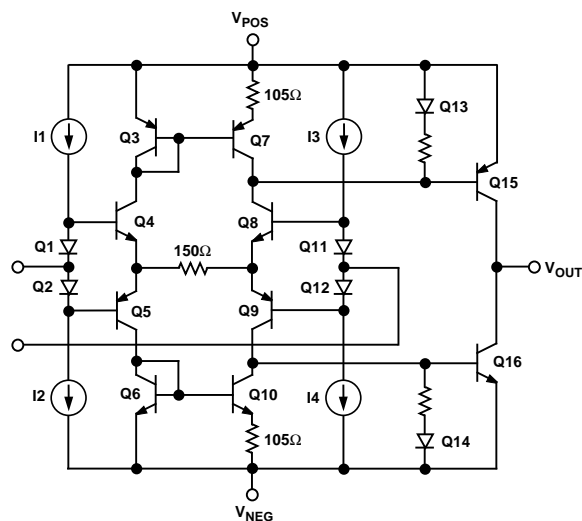 VPOS
105Ω
Q13
I1
Q3
Q7
I3
Q15
Q4
Q8
Q1
150Ω
Q11
VOUT
Q2
Q12
Q5
Q9
Q16
I2
Q6
Q10
I4
105Ω
Q14
VNEG